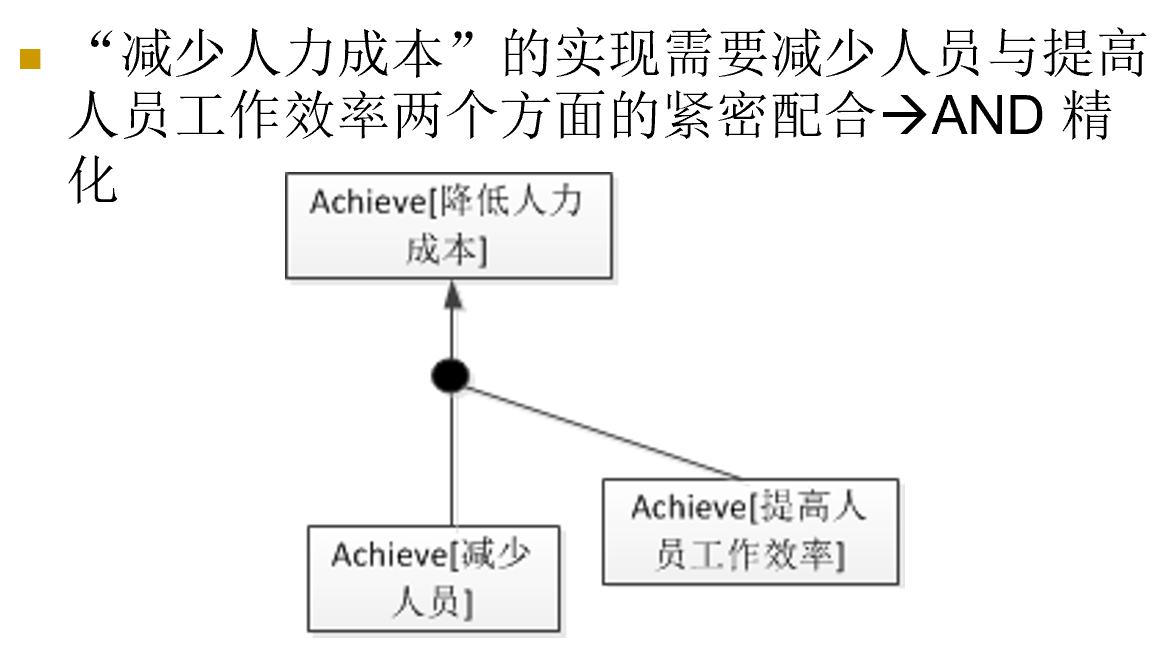 “减少人力成本”的实现需要减少人员与提高
人员工作效率两个方面的紧密配合→AND 精
化
Achieve[降低人力
成本]
Achieve[提高人
员工作效率]
Achieve[减少
人员]